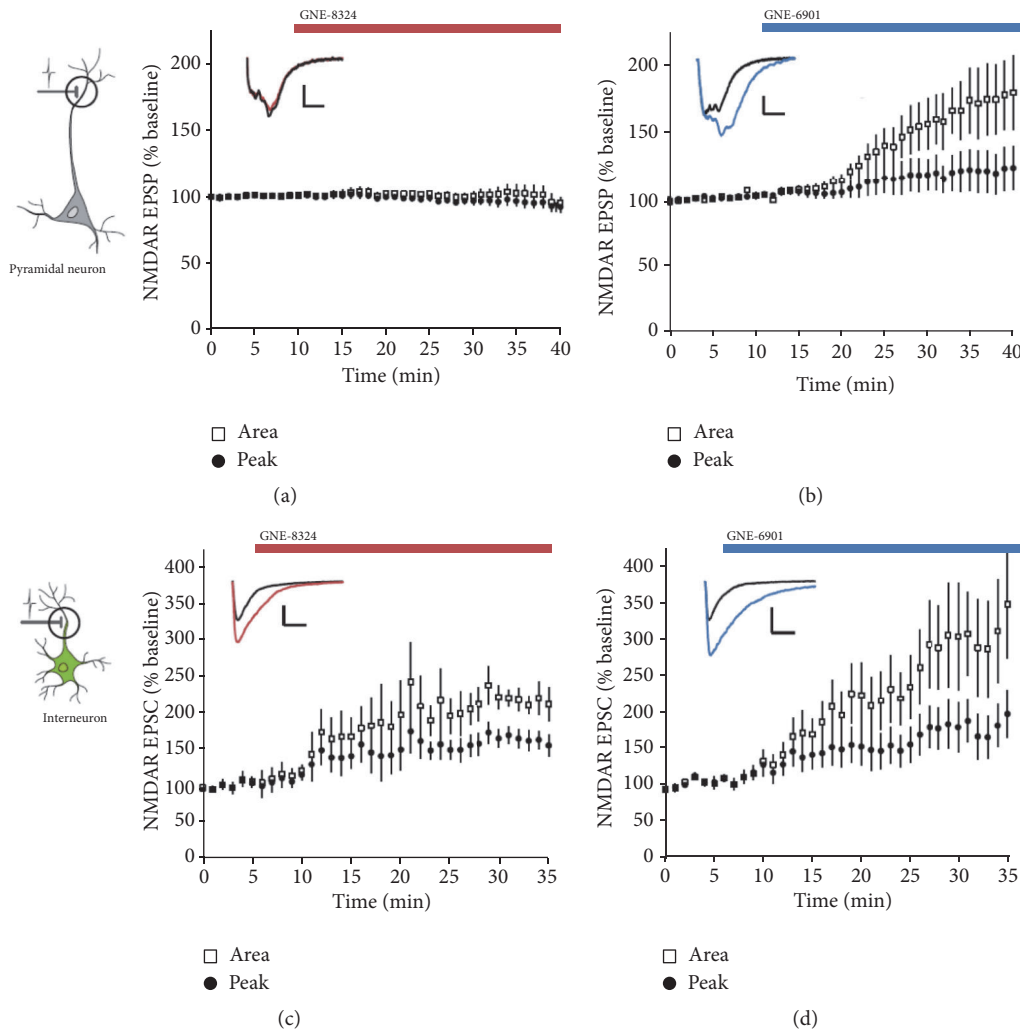 GNE-8324
NMDAR EPSP (% baseline)
200
150
100
50
0
0 5 10 15 20 25 30 35 40
Time (min)
Area
Peak
(a)
Pyramidal neuron
GNE-6901
NMDAR EPSP (% baseline)
200
150
100
50
0
0 5 10 15 20 25 30 35 40
Time (min)
Area
Peak
(b)
GNE-8324
NMDAR EPSC (% baseline)
400
350
300
250
200
150
100
50
0
0 5 10 15 20 25 30 35
Time (min)
Area
Peak
(c)
Interneuron
GNE-6901
NMDAR EPSC (% baseline)
400
350
300
250
200
150
100
50
0
0 5 10 15 20 25 30 35
Time (min)
Area
Peak
(d)